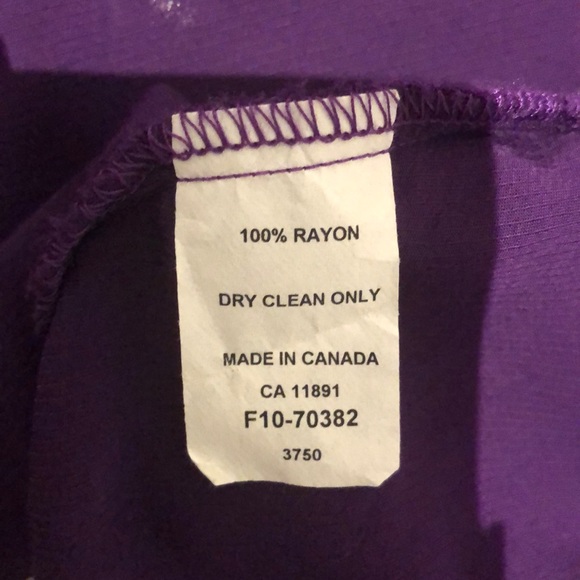 100% RAYON
DRY CLEAN ONLY
MADE IN CANADA
CA 11891
F10-70382
3750